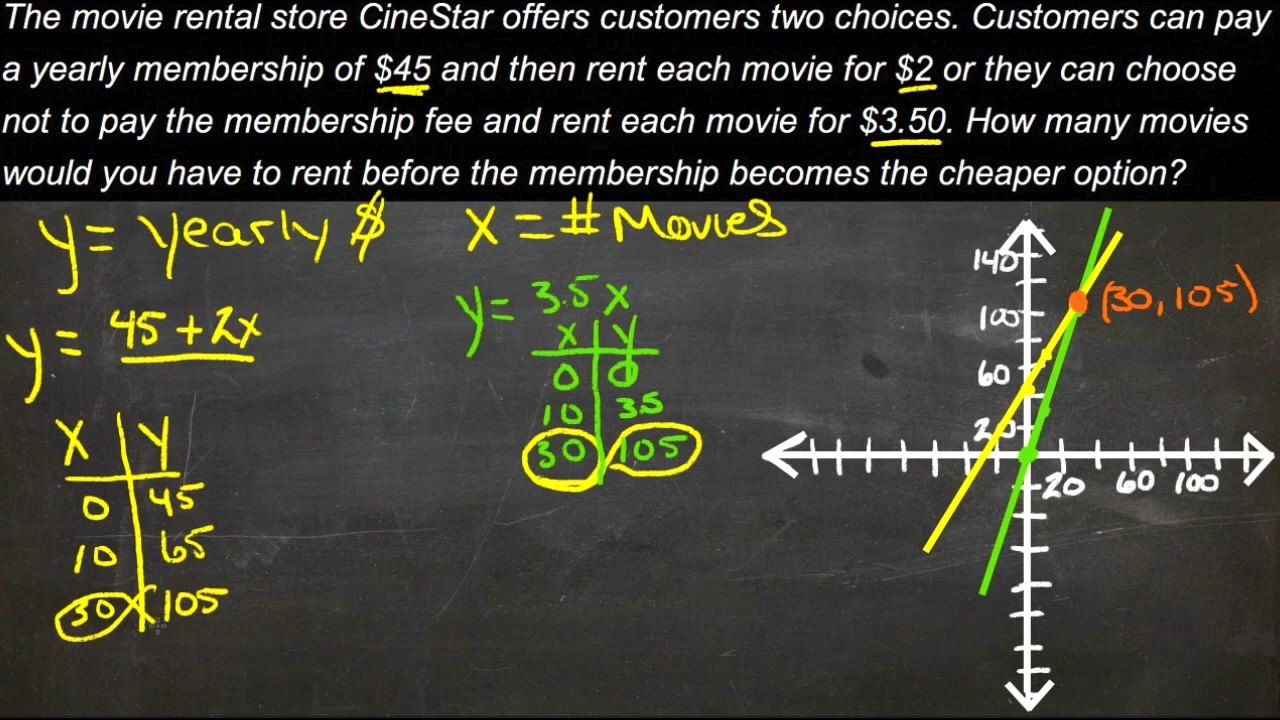 The movie rental store CineStar offers customers two choices. Customers can pay
a yearly membership of $45 and then rent each movie for $2 or they can choose
not to pay the membership fee and rent each movie for $3.50. How many movies
would you have to rent before the membership becomes the cheaper option?
y = yearly $
x = # Movies
y = 45 + 2x
X Y
0 45
10 65
30 105
y = 3.5x
X Y
0 0
10 35
30 105
140
100
60
20
20 60 100
(30, 105)